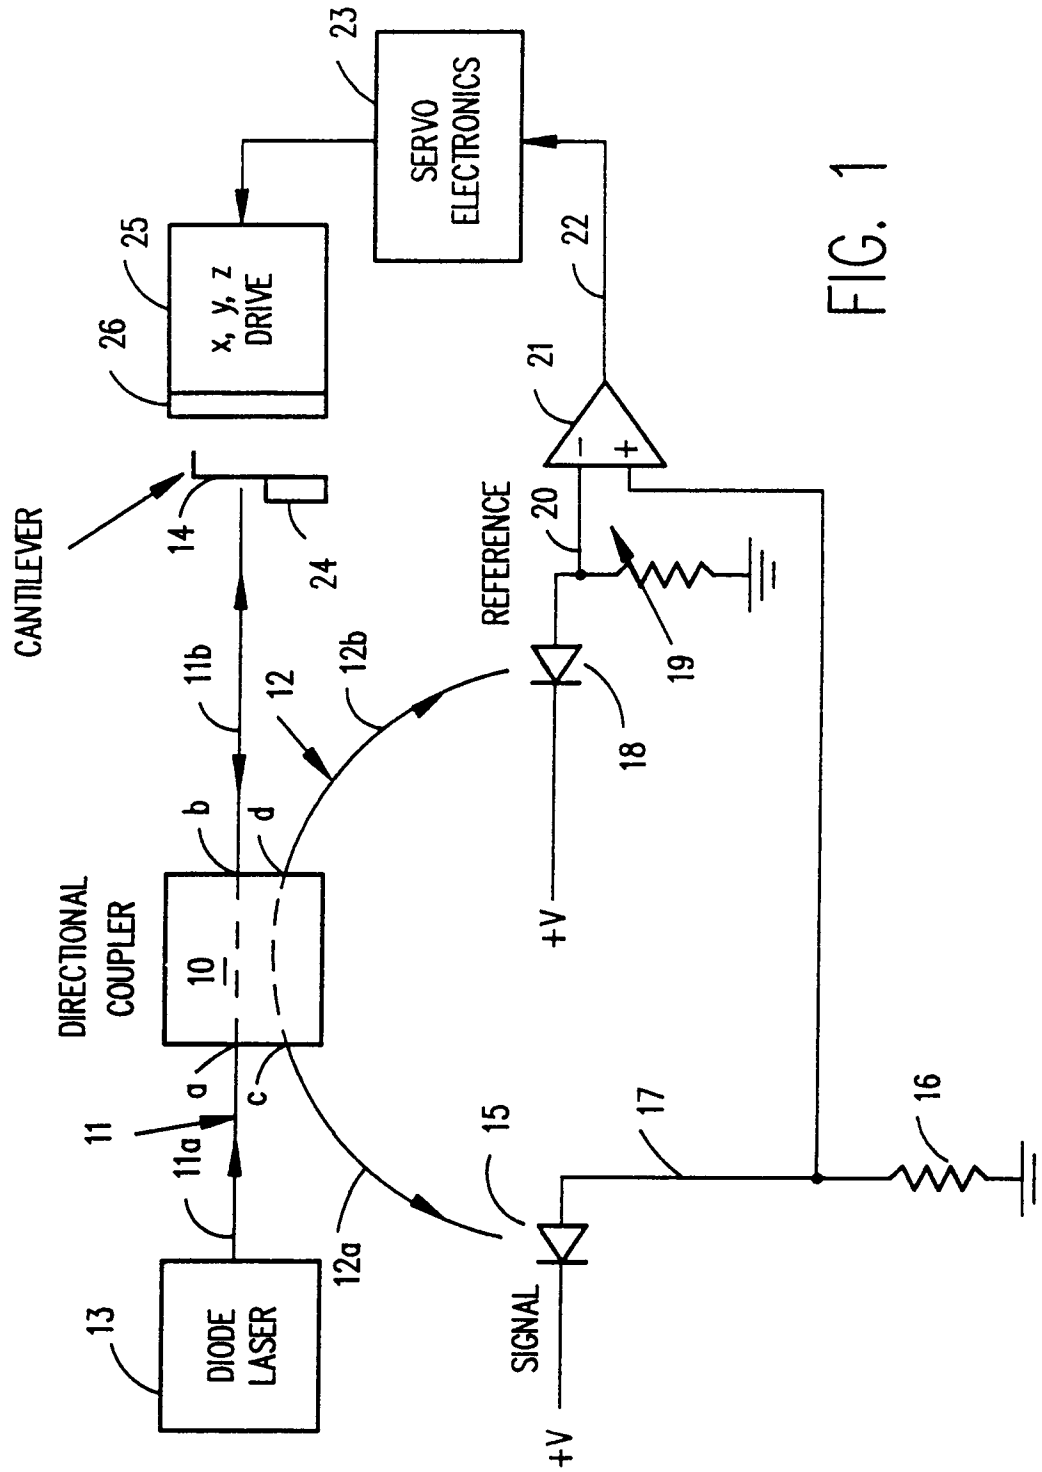 CANTILEVER
DIRECTIONAL
COUPLER
13
DIODE
LASER
11
11a
a
c
10
b
d
11b
14
24
26
25
x, y, z
DRIVE
23
SERVO
ELECTRONICS
12
12a
12b
SIGNAL
15
+V
17
16
REFERENCE
18
+V
19
20
21
−
+
22
FIG. 1